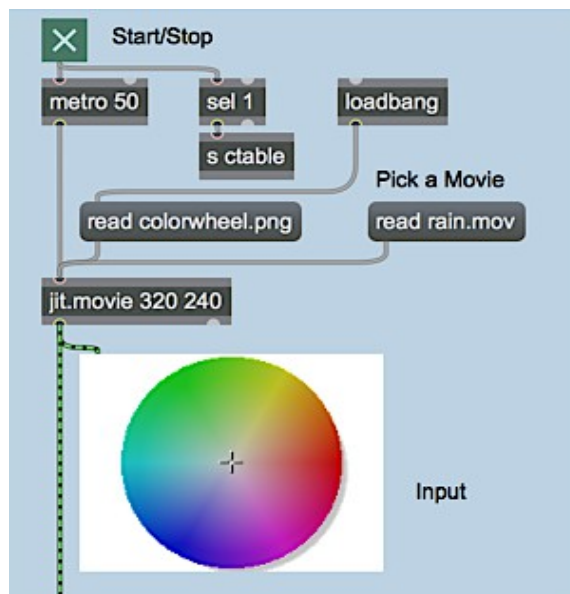 Start/Stop
metro 50
sel 1
loadbang
s ctable
Pick a Movie
read colorwheel.png
read rain.mov
jit.movie 320 240
Input